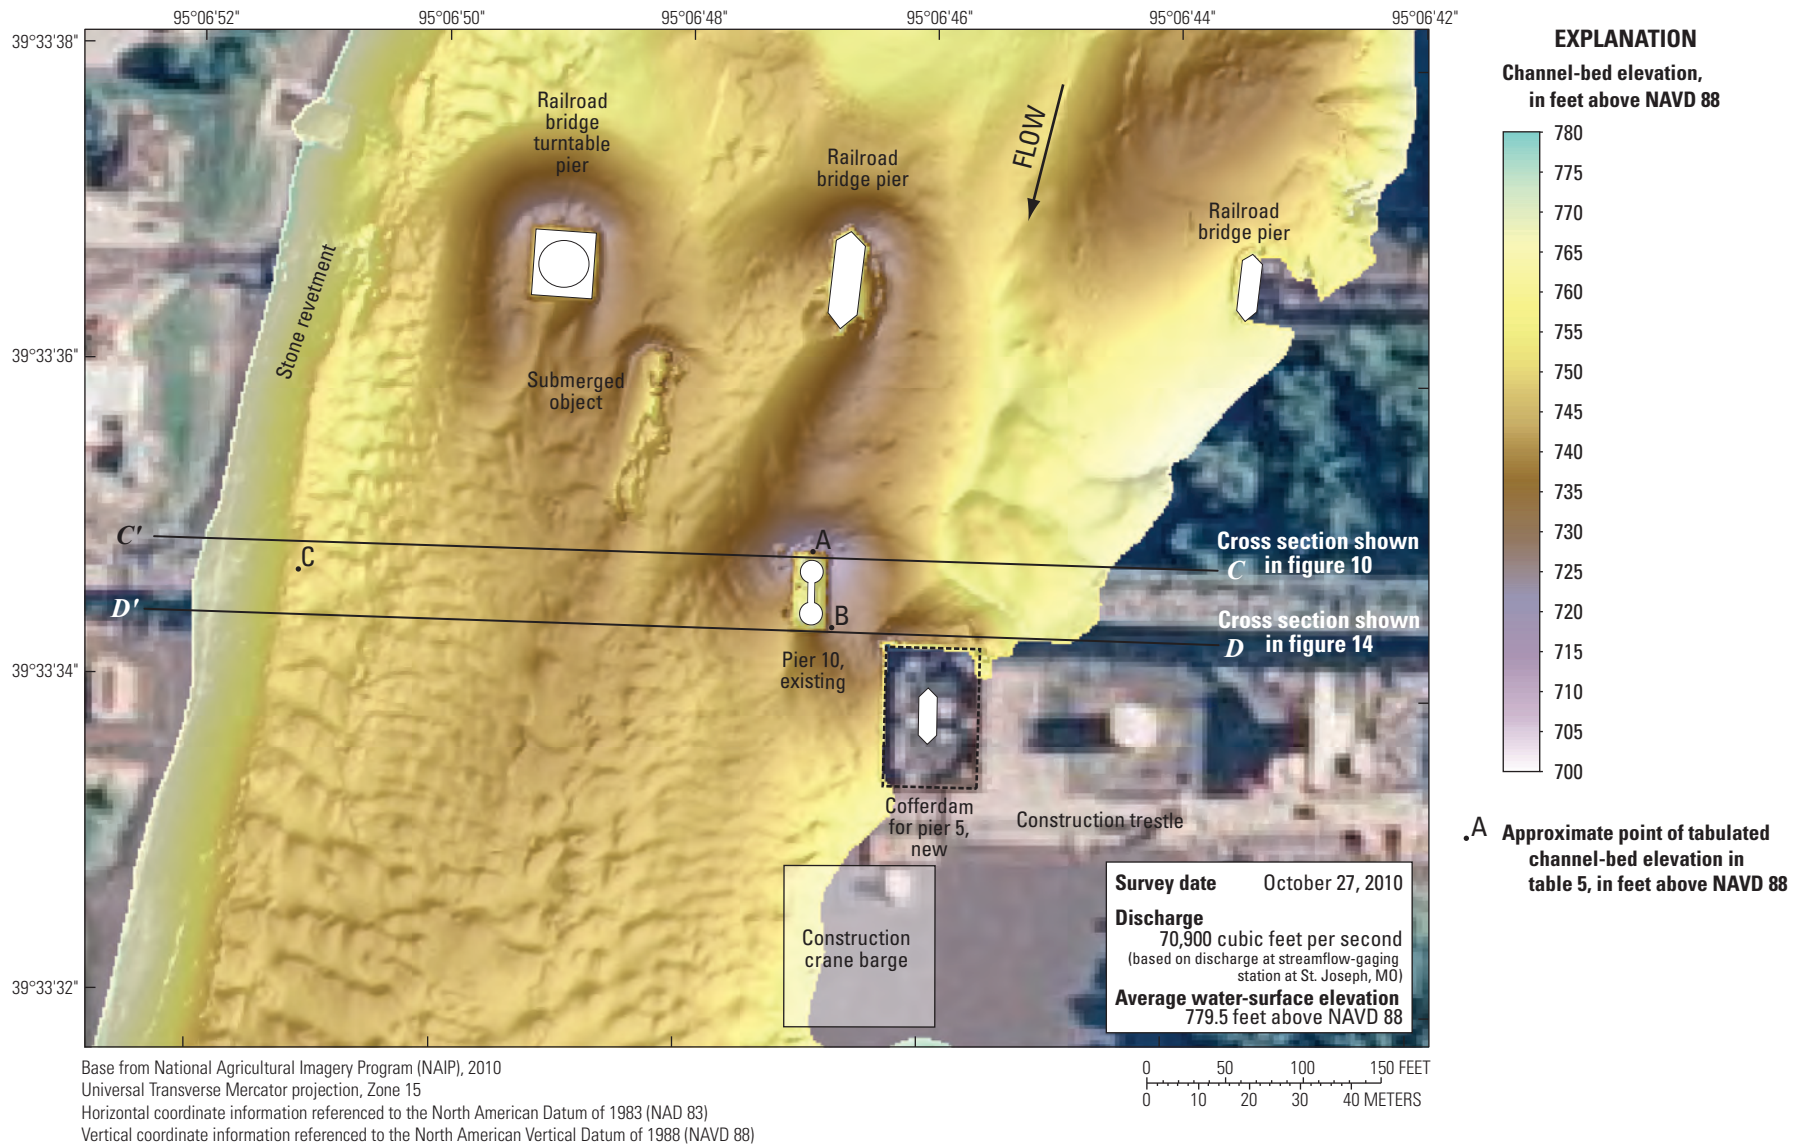 95°06'52"
95°06'50"
95°06'48"
95°06'46"
95°06'44"
95°06'42"
39°33'38"
39°33'36"
39°33'34"
39°33'32"
Railroad
bridge
turntable
pier
Railroad
bridge pier
FLOW
Railroad
bridge pier
Stone revetment
Submerged
object
C'
C
A
Cross section shown
in figure 10
C
D'
B
Cross section shown
in figure 14
D
Pier 10,
existing
Cofferdam
for pier 5,
new
Construction trestle
Construction
crane barge
Survey date October 27, 2010
Discharge
70,900 cubic feet per second
(based on discharge at streamflow-gaging
station at St. Joseph, MO)
Average water-surface elevation
779.5 feet above NAVD 88
EXPLANATION
Channel-bed elevation,
in feet above NAVD 88
780
775
770
765
760
755
750
745
740
735
730
725
720
715
710
705
700
A Approximate point of tabulated
channel-bed elevation in
table 5, in feet above NAVD 88
Base from National Agricultural Imagery Program (NAIP), 2010
Universal Transverse Mercator projection, Zone 15
Horizontal coordinate information referenced to the North American Datum of 1983 (NAD 83)
Vertical coordinate information referenced to the North American Vertical Datum of 1988 (NAVD 88)
0 50 100 150 FEET
0 10 20 30 40 METERS